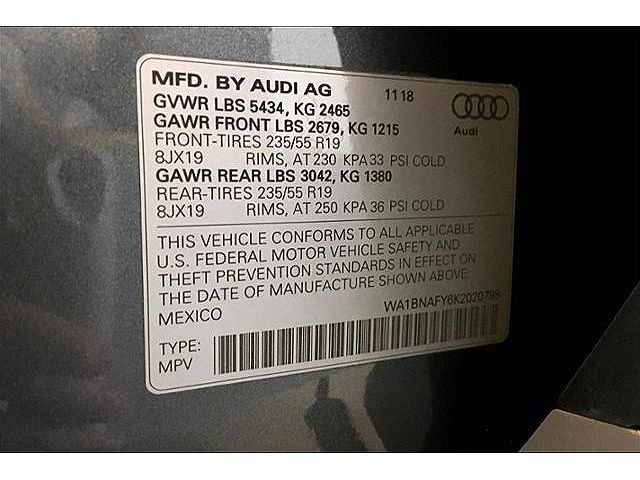 MFD. BY AUDI AG 11 18
GVWR LBS 5434, KG 2465
GAWR FRONT LBS 2679, KG 1215
FRONT-TIRES 235/55 R19
8JX19 RIMS, AT 230 KPA 33 PSI COLD
GAWR REAR LBS 3042, KG 1380
REAR-TIRES 235/55 R19
8JX19 RIMS, AT 250 KPA 36 PSI COLD
Audi
THIS VEHICLE CONFORMS TO ALL APPLICABLE
U.S. FEDERAL MOTOR VEHICLE SAFETY AND
THEFT PREVENTION STANDARDS IN EFFECT ON
THE DATE OF MANUFACTURE SHOWN ABOVE.
MEXICO WA1BNAFY6K2020798
TYPE:
MPV